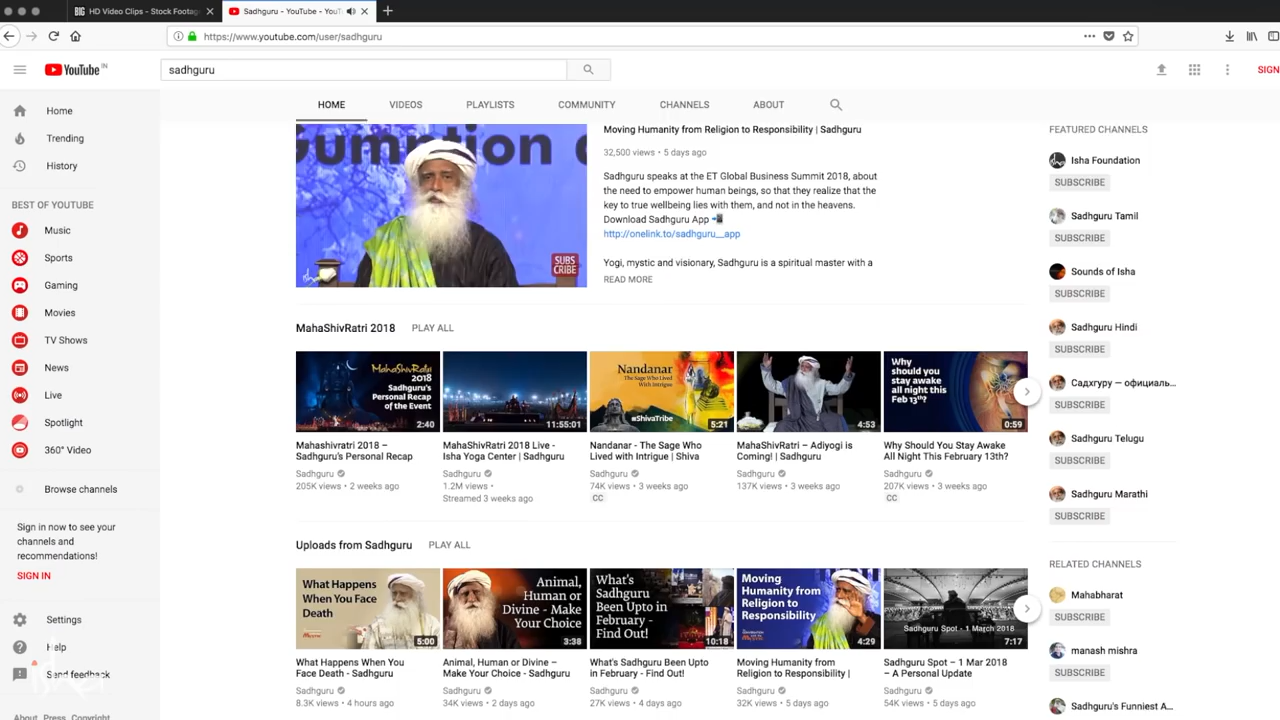 BIG HD Video Clips - Stock Footag
Sadhguru - YouTube - YouT
https://www.youtube.com/user/sadhguru
YouTube IN
sadhguru
SIGN
Home
Trending
History
BEST OF YOUTUBE
Music
Sports
Gaming
Movies
TV Shows
News
Live
Spotlight
360° Video
Browse channels
Sign in now to see your
channels and
recommendations!
SIGN IN
Settings
Help
Send feedback
About Press Copyright
HOME VIDEOS PLAYLISTS COMMUNITY CHANNELS ABOUT
Gumption
SUBS
CRIBE
Moving Humanity from Religion to Responsibility | Sadhguru
32,500 views • 5 days ago
Sadhguru speaks at the ET Global Business Summit 2018, about
the need to empower human beings, so that they realize that the
key to true wellbeing lies with them, and not in the heavens.
Download Sadhguru App
http://onelink.to/sadhguru__app
Yogi, mystic and visionary, Sadhguru is a spiritual master with a
READ MORE
MahaShivRatri 2018 PLAY ALL
MahaShivRatri
2018
Sadhguru's
Personal Recap
of the Event
2:40
Mahashivratri 2018 –
Sadhguru's Personal Recap
Sadhguru
205K views • 2 weeks ago
11:55:01
MahaShivRatri 2018 Live -
Isha Yoga Center | Sadhguru
Sadhguru
1.2M views •
Streamed 3 weeks ago
Nandanar
The Sage Who Lived
With Intrigue
#ShivaTribe
5:21
Nandanar - The Sage Who
Lived with Intrigue | Shiva
Sadhguru
74K views • 3 weeks ago
CC
4:53
MahaShivRatri – Adiyogi is
Coming! | Sadhguru
Sadhguru
137K views • 3 weeks ago
Why
should you
stay awake
all night this
Feb 13th?
0:59
Why Should You Stay Awake
All Night This February 13th?
Sadhguru
207K views • 3 weeks ago
CC
Uploads from Sadhguru PLAY ALL
What Happens
When You Face
Death
5:00
What Happens When You
Face Death - Sadhguru
Sadhguru
8.3K views • 4 hours ago
Animal,
Human or
Divine - Make
Your Choice
3:38
Animal, Human or Divine –
Make Your Choice - Sadhguru
Sadhguru
34K views • 2 days ago
What's
Sadhguru
Been Upto in
February -
Find Out!
10:18
What's Sadhguru Been Upto
in February - Find Out!
Sadhguru
27K views • 4 days ago
Moving
Humanity from
Religion to
Responsibility
4:29
Moving Humanity from
Religion to Responsibility |
Sadhguru
32K views • 5 days ago
Sadhguru Spot - 1 March 2018
7:17
Sadhguru Spot – 1 Mar 2018
– A Personal Update
Sadhguru
54K views • 5 days ago
FEATURED CHANNELS
Isha Foundation
SUBSCRIBE
Sadhguru Tamil
SUBSCRIBE
Sounds of Isha
SUBSCRIBE
Sadhguru Hindi
SUBSCRIBE
Садхгуру — официаль...
SUBSCRIBE
Sadhguru Telugu
SUBSCRIBE
Sadhguru Marathi
SUBSCRIBE
RELATED CHANNELS
Mahabharat
SUBSCRIBE
manash mishra
SUBSCRIBE
Sadhguru's Funniest A...